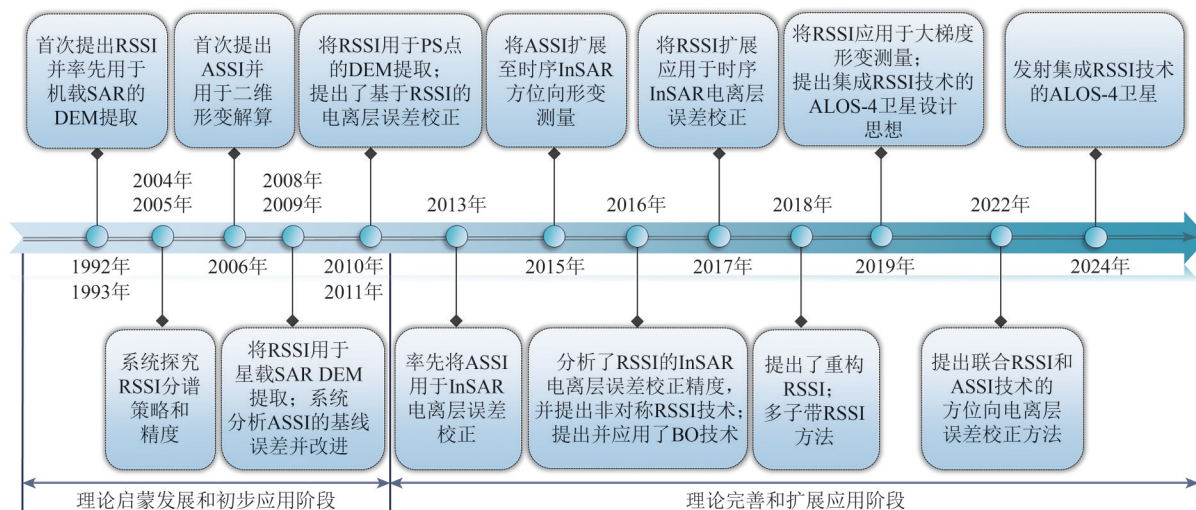 首次提出RSSI
并率先用于
机载SAR的
DEM提取
首次提出
ASSI并
用于二维
形变解算
将RSSI用于PS点
的DEM提取；
提出了基于RSSI的
电离层误差校正
将ASSI扩展
至时序InSAR
方位向形变
测量
将RSSI扩展
应用于时序
InSAR电离层
误差校正
将RSSI应用于大梯度
形变测量；
提出集成RSSI技术的
ALOS-4卫星设计
思想
发射集成RSSI技术
的ALOS-4卫星
2004年
2005年
2008年
2009年
2013年
2016年
2018年
2022年
1992年
1993年
2006年
2010年
2011年
2015年
2017年
2019年
2024年
系统探究
RSSI分谱
策略和
精度
将RSSI用于
星载SAR DEM
提取；系统
分析ASSI的基线
误差并改进
率先将ASSI
用于InSAR
电离层误差
校正
分析了RSSI的InSAR
电离层误差校正精度，
并提出非对称RSSI技术；
提出并应用了BO技术
提出了重构
RSSI；
多子带RSSI
方法
提出联合RSSI和
ASSI技术的
方位向电离层
误差校正方法
理论启蒙发展和初步应用阶段
理论完善和扩展应用阶段